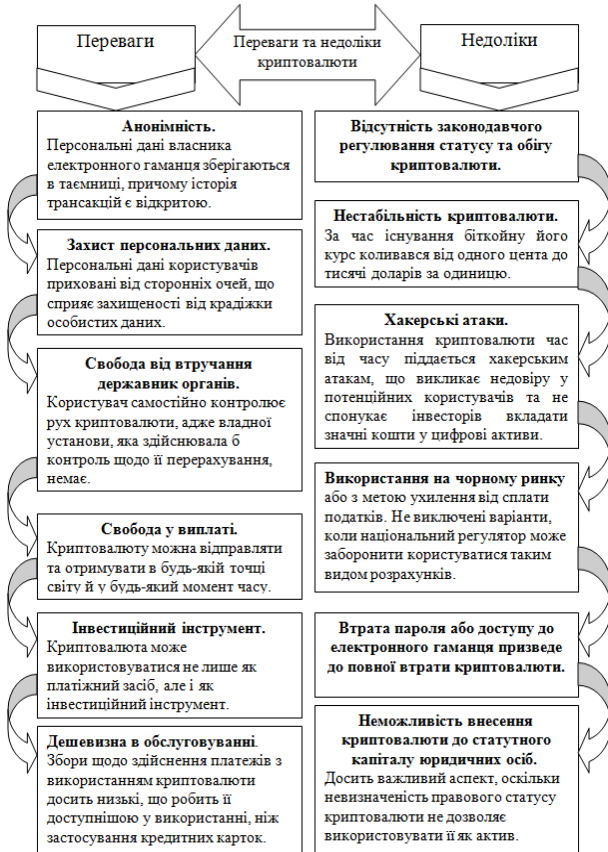 Переваги
Переваги та недоліки
криптовалюти
Недоліки
Анонімність.
Персональні дані власника
електронного гаманця зберігаються
в таємниці, причому історія
трансакцій є відкритою.
Захист персональних даних.
Персональні дані користувачів
приховані від сторонніх очей, що
сприяє захищеності від крадіжки
особистих даних.
Свобода від втручання
державник органів.
Користувач самостійно контролює
рух криптовалюти, адже владної
установи, яка здійснювала б
контроль щодо її перерахування,
немає.
Свобода у виплаті.
Криптовалюту можна відправляти
та отримувати в будь-якій точці
світу й у будь-який момент часу.
Інвестиційний інструмент.
Криптовалюта може
використовуватися не лише як
платіжний засіб, але і як
інвестиційний інструмент.
Дешевизна в обслуговуванні.
Збори щодо здійснення платежів з
використанням криптовалюти
досить низькі, що робить її
доступнішою у використанні, ніж
застосування кредитних карток.
Відсутність законодавчого
регулювання статусу та обігу
криптовалюти.
Нестабільність криптовалюти.
За час існування біткойну його
курс коливався від одного цента до
тисячі доларів за одиницю.
Хакерські атаки.
Використання криптовалюти час
від часу піддається хакерським
атакам, що викликає недовіру у
потенційних користувачів та не
спонукає інвесторів вкладати
значні кошти у цифрові активи.
Використання на чорному ринку
або з метою ухилення від сплати
податків. Не виключені варіанти,
коли національний регулятор може
заборонити користуватися таким
видом розрахунків.
Втрата пароля або доступу до
електронного гаманця призведе
до повної втрати криптовалюти.
Неможливість внесення
криптовалюти до статутного
капіталу юридичних осіб.
Досить важливий аспект, оскільки
невизначеність правового статусу
криптовалюти не дозволяє
використовувати її як актив.